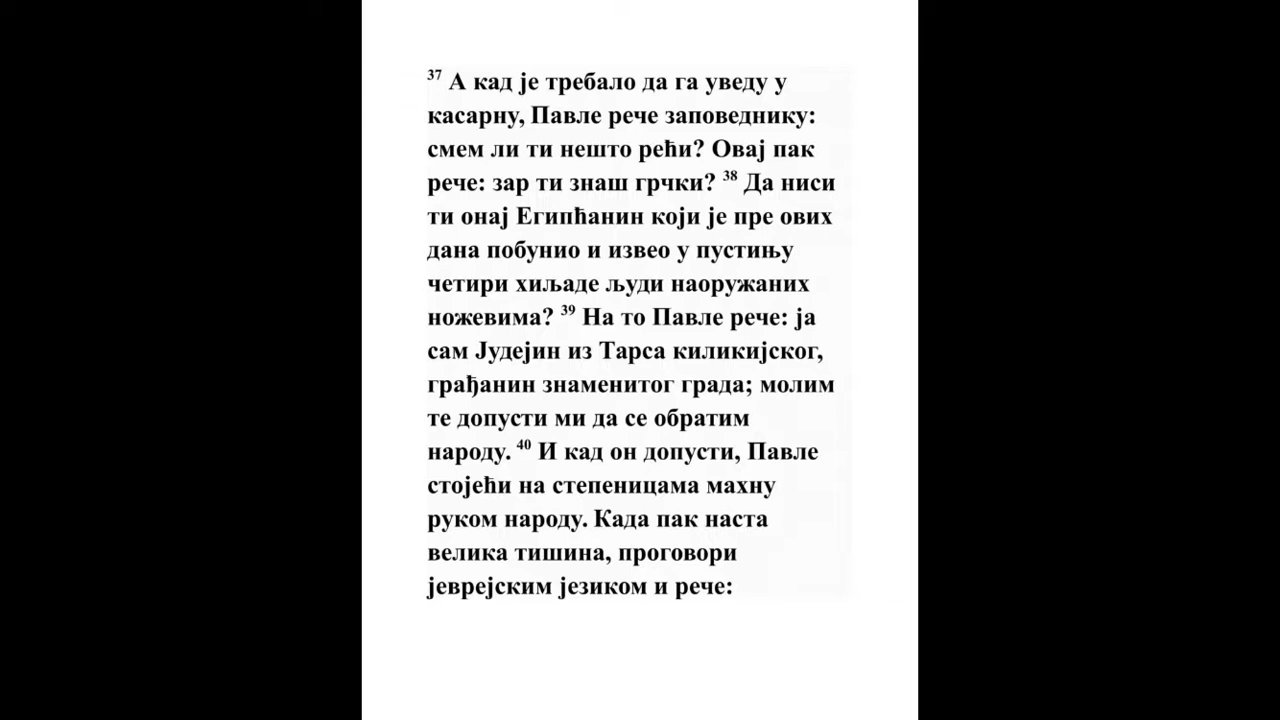 37 А кад је требало да га уведу у
касарну, Павле рече заповеднику:
смем ли ти нешто рећи? Овај пак
рече: зар ти знаш грчки? 38 Да ниси
ти онај Египћанин који је пре ових
дана побунио и извео у пустињу
четири хиљаде људи наоружаних
ножевима? 39 На то Павле рече: ја
сам Јудејин из Тарса киликијског,
грађанин знаменитог града; молим
те допусти ми да се обратим
народу. 40 И кад он допусти, Павле
стојећи на степеницама махну
руком народу. Када пак наста
велика тишина, проговори
јеврејским језиком и рече: